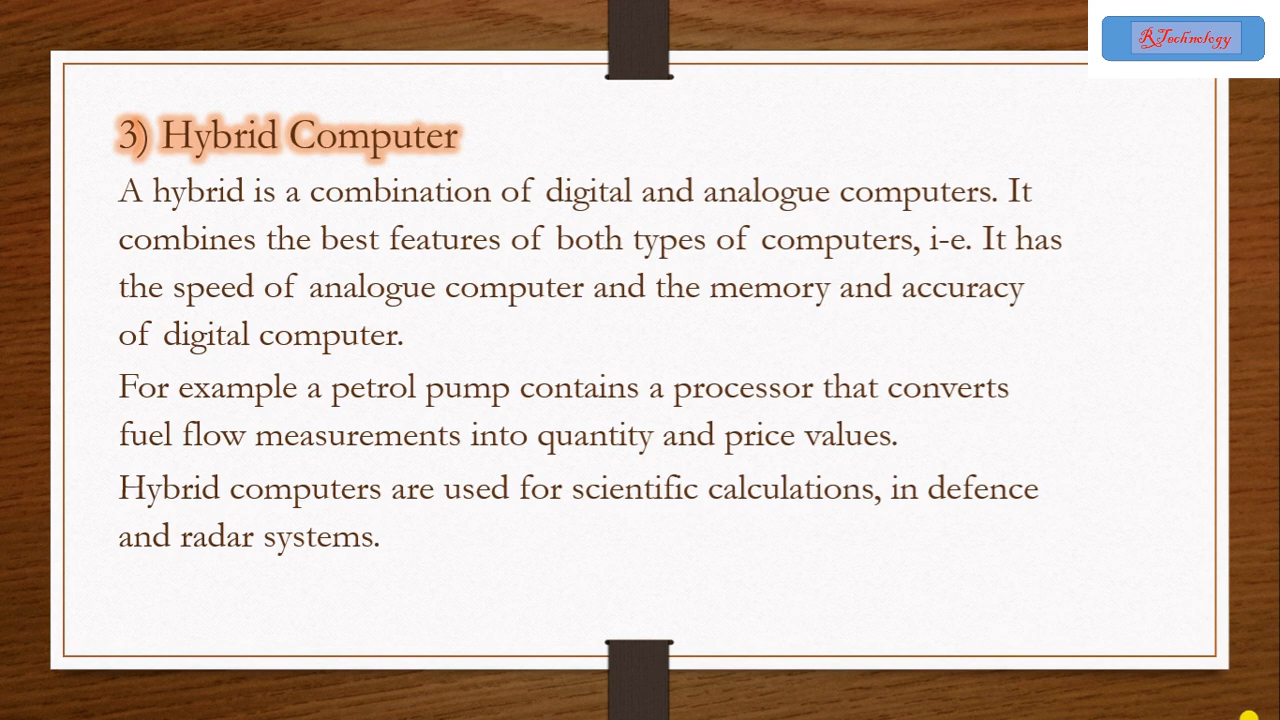 RTechnology
3) Hybrid Computer
A hybrid is a combination of digital and analogue computers. It
combines the best features of both types of computers, i-e. It has
the speed of analogue computer and the memory and accuracy
of digital computer.
For example a petrol pump contains a processor that converts
fuel flow measurements into quantity and price values.
Hybrid computers are used for scientific calculations, in defence
and radar systems.